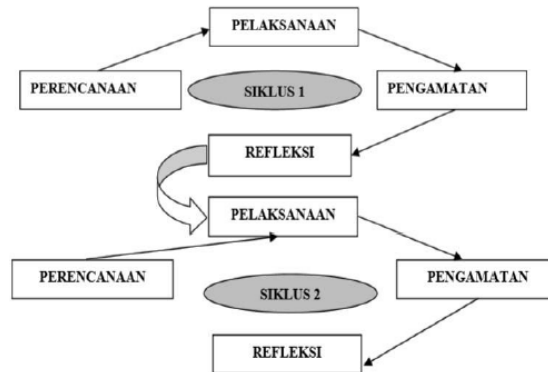 PELAKSANAAN
PERENCANAAN
SIKLUS 1
PENGAMATAN
REFLEKSI
PELAKSANAAN
PERENCANAAN
SIKLUS 2
PENGAMATAN
REFLEKSI